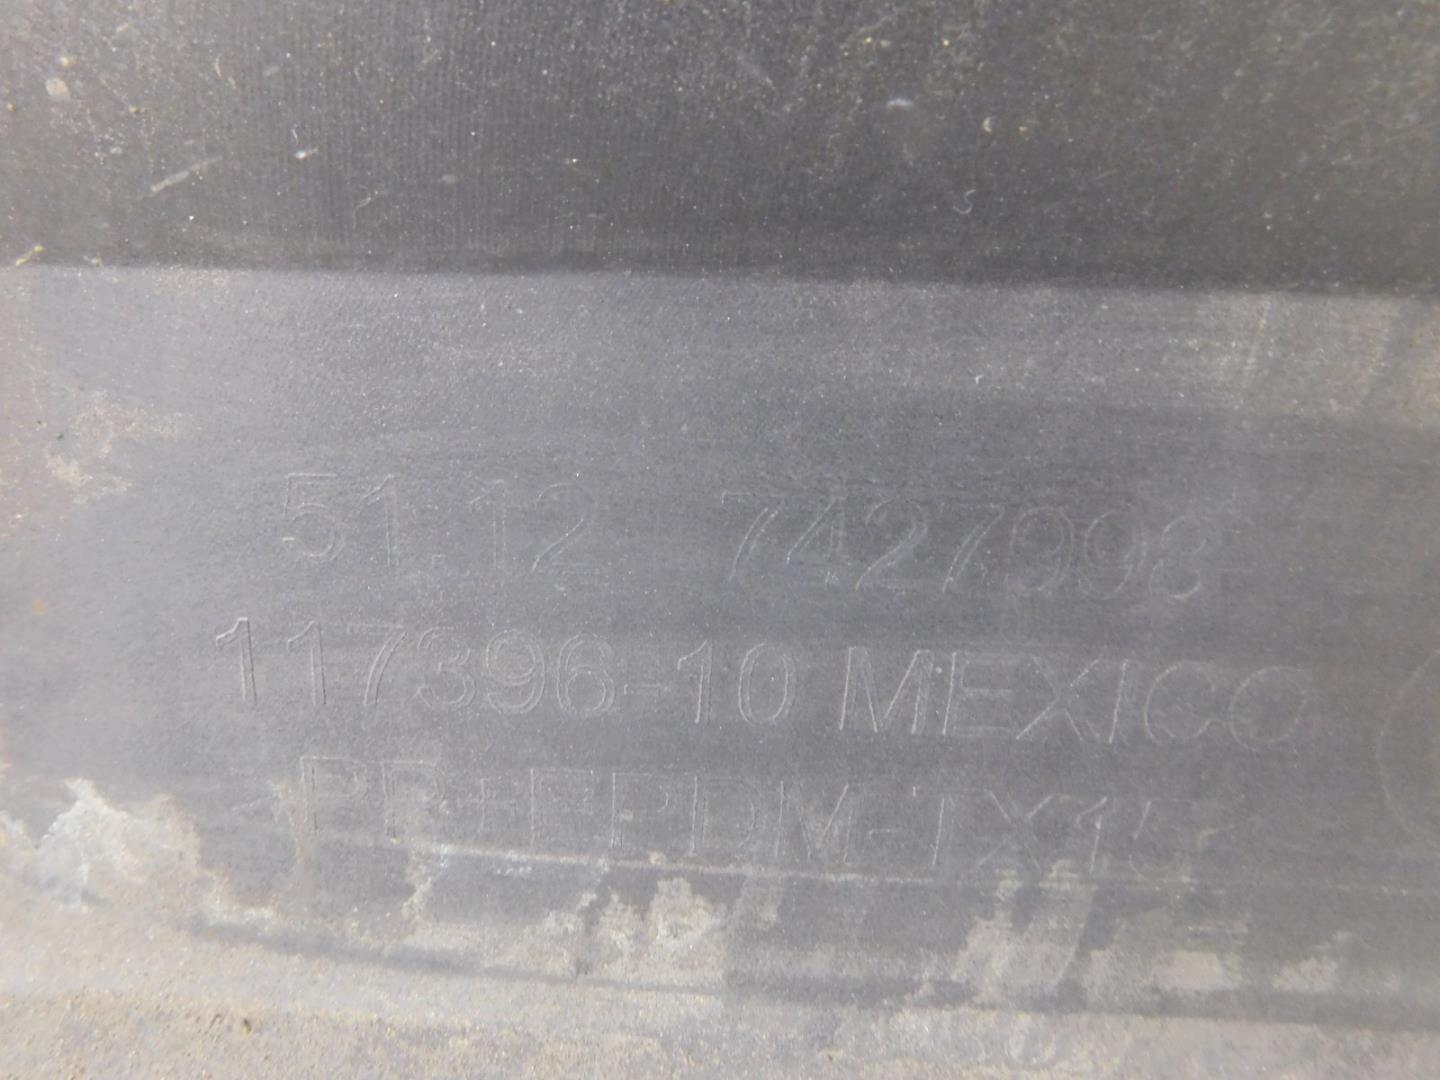 51.12 7427998
117396-10 MEXICO
>PP+EPDM-TX15<